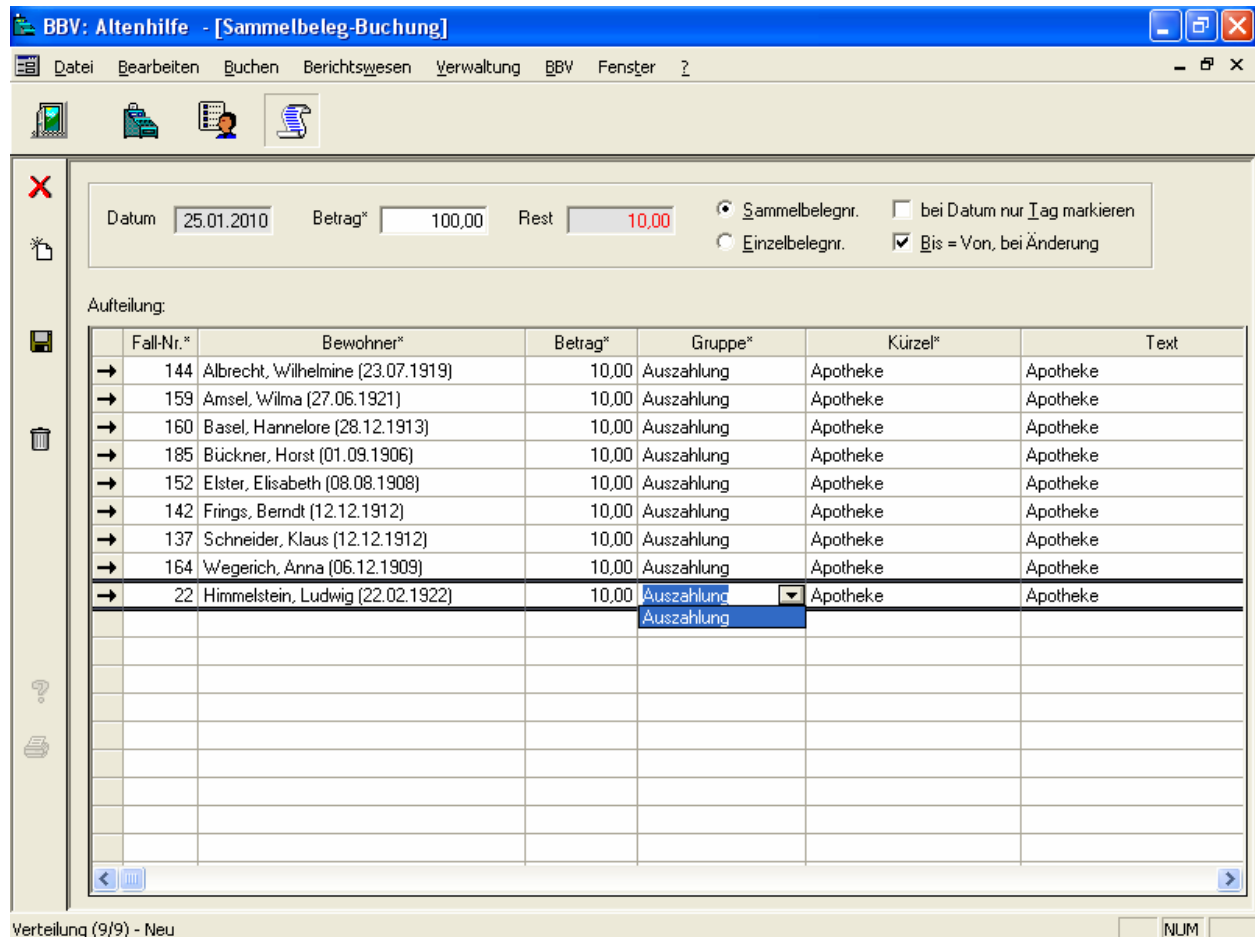 BBV: Altenhilfe - [Sammelbeleg-Buchung]
Datei Bearbeiten Buchen Berichtswesen Verwaltung BBV Fenster ?
Datum 25.01.2010 Betrag* 100,00 Rest 10,00 Sammelbelegnr. bei Datum nur Tag markieren
Einzelbelegnr. Bis = Von, bei Änderung
Aufteilung:
Fall-Nr.* Bewohner* Betrag* Gruppe* Kürzel* Text
144 Albrecht, Wilhelmine (23.07.1919) 10,00 Auszahlung Apotheke Apotheke
159 Amsel, Wilma (27.06.1921) 10,00 Auszahlung Apotheke Apotheke
160 Basel, Hannelore (28.12.1913) 10,00 Auszahlung Apotheke Apotheke
185 Bückner, Horst (01.09.1906) 10,00 Auszahlung Apotheke Apotheke
152 Elster, Elisabeth (08.08.1908) 10,00 Auszahlung Apotheke Apotheke
142 Frings, Berndt (12.12.1912) 10,00 Auszahlung Apotheke Apotheke
137 Schneider, Klaus (12.12.1912) 10,00 Auszahlung Apotheke Apotheke
164 Wegerich, Anna (06.12.1909) 10,00 Auszahlung Apotheke Apotheke
22 Himmelstein, Ludwig (22.02.1922) 10,00 Auszahlung Apotheke Apotheke
Auszahlung
Verteilung (9/9) - Neu NUM